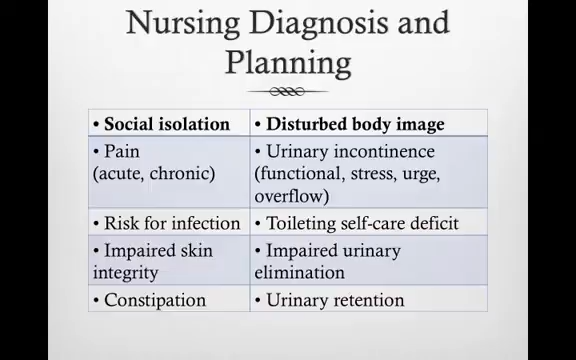 Nursing Diagnosis and
Planning
• Social isolation
• Disturbed body image
• Pain
(acute, chronic)
• Urinary incontinence
(functional, stress, urge,
overflow)
• Risk for infection
• Toileting self-care deficit
• Impaired skin
integrity
• Impaired urinary
elimination
• Constipation
• Urinary retention